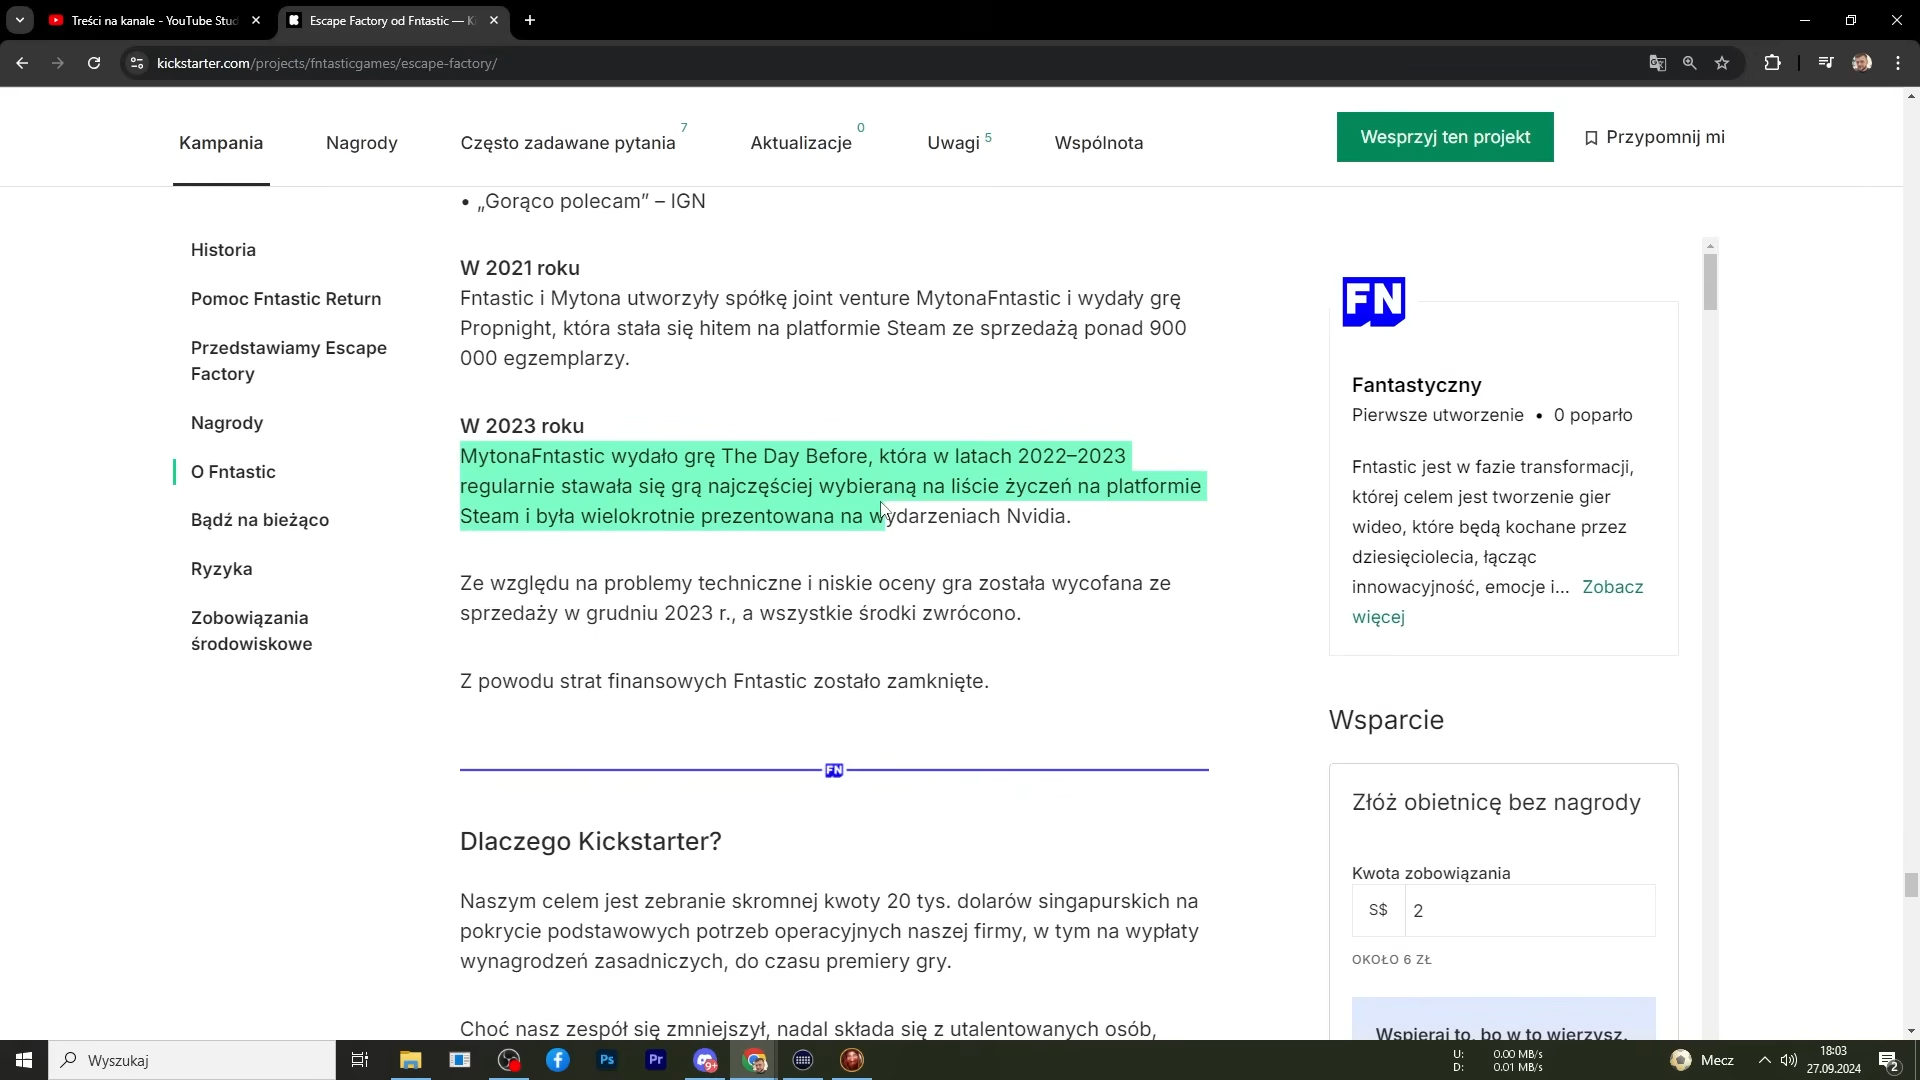 Treści na kanale - YouTube Stud
Escape Factory od Fntastic — Ki
kickstarter.com/projects/fntasticgames/escape-factory/
Kampania
Nagrody
Często zadawane pytania 7
Aktualizacje 0
Uwagi 5
Wspólnota
Wesprzyj ten projekt
Przypomnij mi
Historia
Pomoc Fntastic Return
Przedstawiamy Escape
Factory
Nagrody
O Fntastic
Bądź na bieżąco
Ryzyka
Zobowiązania
środowiskowe
• „Gorąco polecam” – IGN
W 2021 roku
Fntastic i Mytona utworzyły spółkę joint venture MytonaFntastic i wydały grę
Propnight, która stała się hitem na platformie Steam ze sprzedażą ponad 900
000 egzemplarzy.
W 2023 roku
MytonaFntastic wydało grę The Day Before, która w latach 2022–2023
regularnie stawała się grą najczęściej wybieraną na liście życzeń na platformie
Steam i była wielokrotnie prezentowana na wydarzeniach Nvidia.
Ze względu na problemy techniczne i niskie oceny gra została wycofana ze
sprzedaży w grudniu 2023 r., a wszystkie środki zwrócono.
Z powodu strat finansowych Fntastic zostało zamknięte.
FN
Dlaczego Kickstarter?
Naszym celem jest zebranie skromnej kwoty 20 tys. dolarów singapurskich na
pokrycie podstawowych potrzeb operacyjnych naszej firmy, w tym na wypłaty
wynagrodzeń zasadniczych, do czasu premiery gry.
Choć nasz zespół się zmniejszył, nadal składa się z utalentowanych osób,
FN
Fantastyczny
Pierwsze utworzenie • 0 poparło
Fntastic jest w fazie transformacji,
której celem jest tworzenie gier
wideo, które będą kochane przez
dziesięciolecia, łącząc
innowacyjność, emocje i... Zobacz
więcej
Wsparcie
Złóż obietnicę bez nagrody
Kwota zobowiązania
S$ 2
OKOŁO 6 ZŁ
Wspieraj to, bo w to wierzysz.
Wyszukaj
Ps
Pr
9+
U: 0.00 MB/s
D: 0.01 MB/s
Mecz
18:03
27.09.2024
2